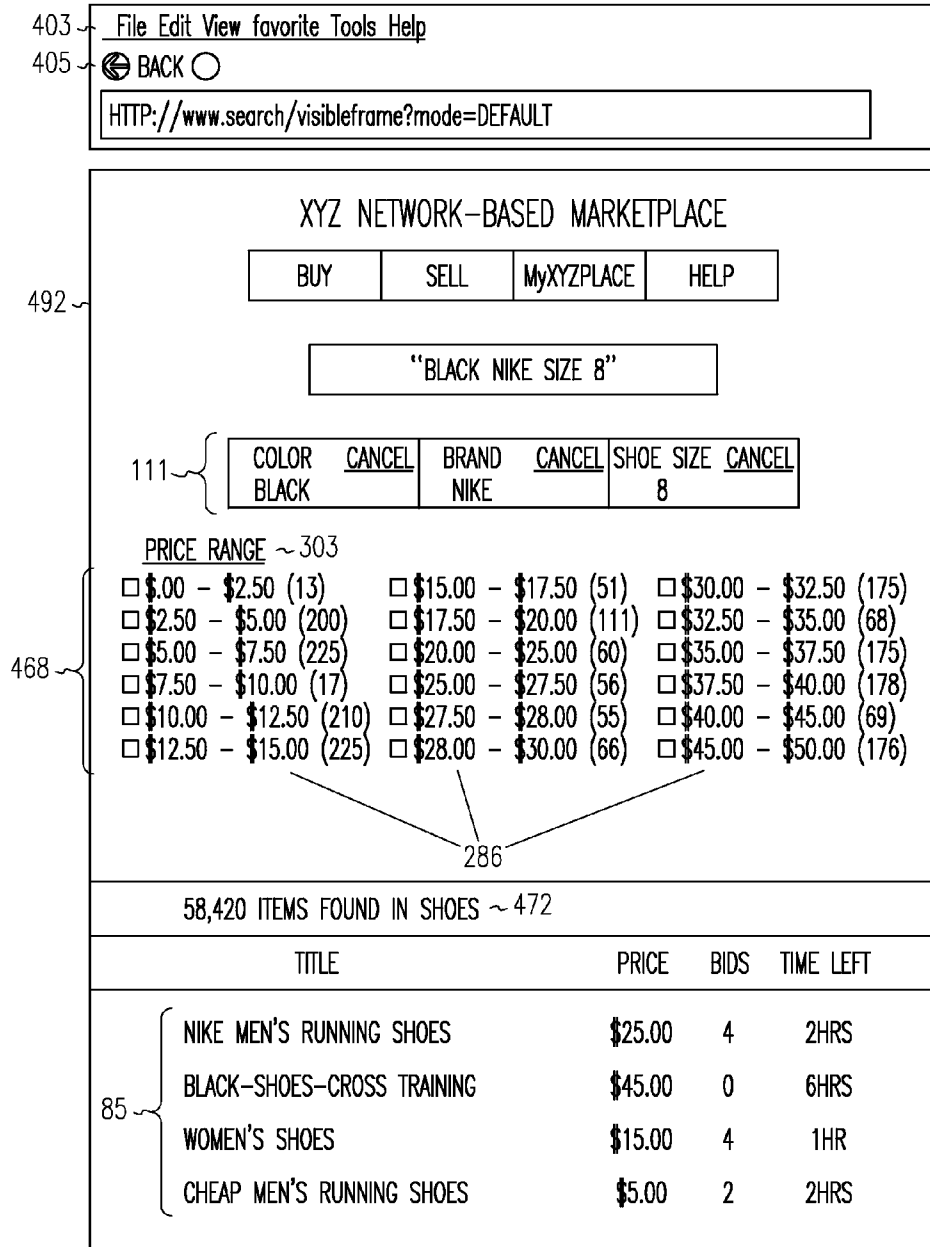 403 File Edit View favorite Tools Help
405 BACK
HTTP://www.search/visibleframe?mode=DEFAULT
XYZ NETWORK-BASED MARKETPLACE
BUY SELL MyXYZPLACE HELP
492
"BLACK NIKE SIZE 8"
COLOR CANCEL BRAND CANCEL SHOE SIZE CANCEL
111
BLACK NIKE 8
PRICE RANGE ~303
$.00 - $2.50 (13) $15.00 - $17.50 (51) $30.00 - $32.50 (175)
$2.50 - $5.00 (200) $17.50 - $20.00 (111) $32.50 - $35.00 (68)
$5.00 - $7.50 (225) $20.00 - $25.00 (60) $35.00 - $37.50 (175)
468
$7.50 - $10.00 (17) $25.00 - $27.50 (56) $37.50 - $40.00 (178)
$10.00 - $12.50 (210) $27.50 - $28.00 (55) $40.00 - $45.00 (69)
$12.50 - $15.00 (225) $28.00 - $30.00 (66) $45.00 - $50.00 (176)
286
58,420 ITEMS FOUND IN SHOES ~472
TITLE PRICE BIDS TIME LEFT
NIKE MEN'S RUNNING SHOES $25.00 4 2HRS
BLACK-SHOES-CROSS TRAINING $45.00 0 6HRS
85
WOMEN'S SHOES $15.00 4 1HR
CHEAP MEN'S RUNNING SHOES $5.00 2 2HRS